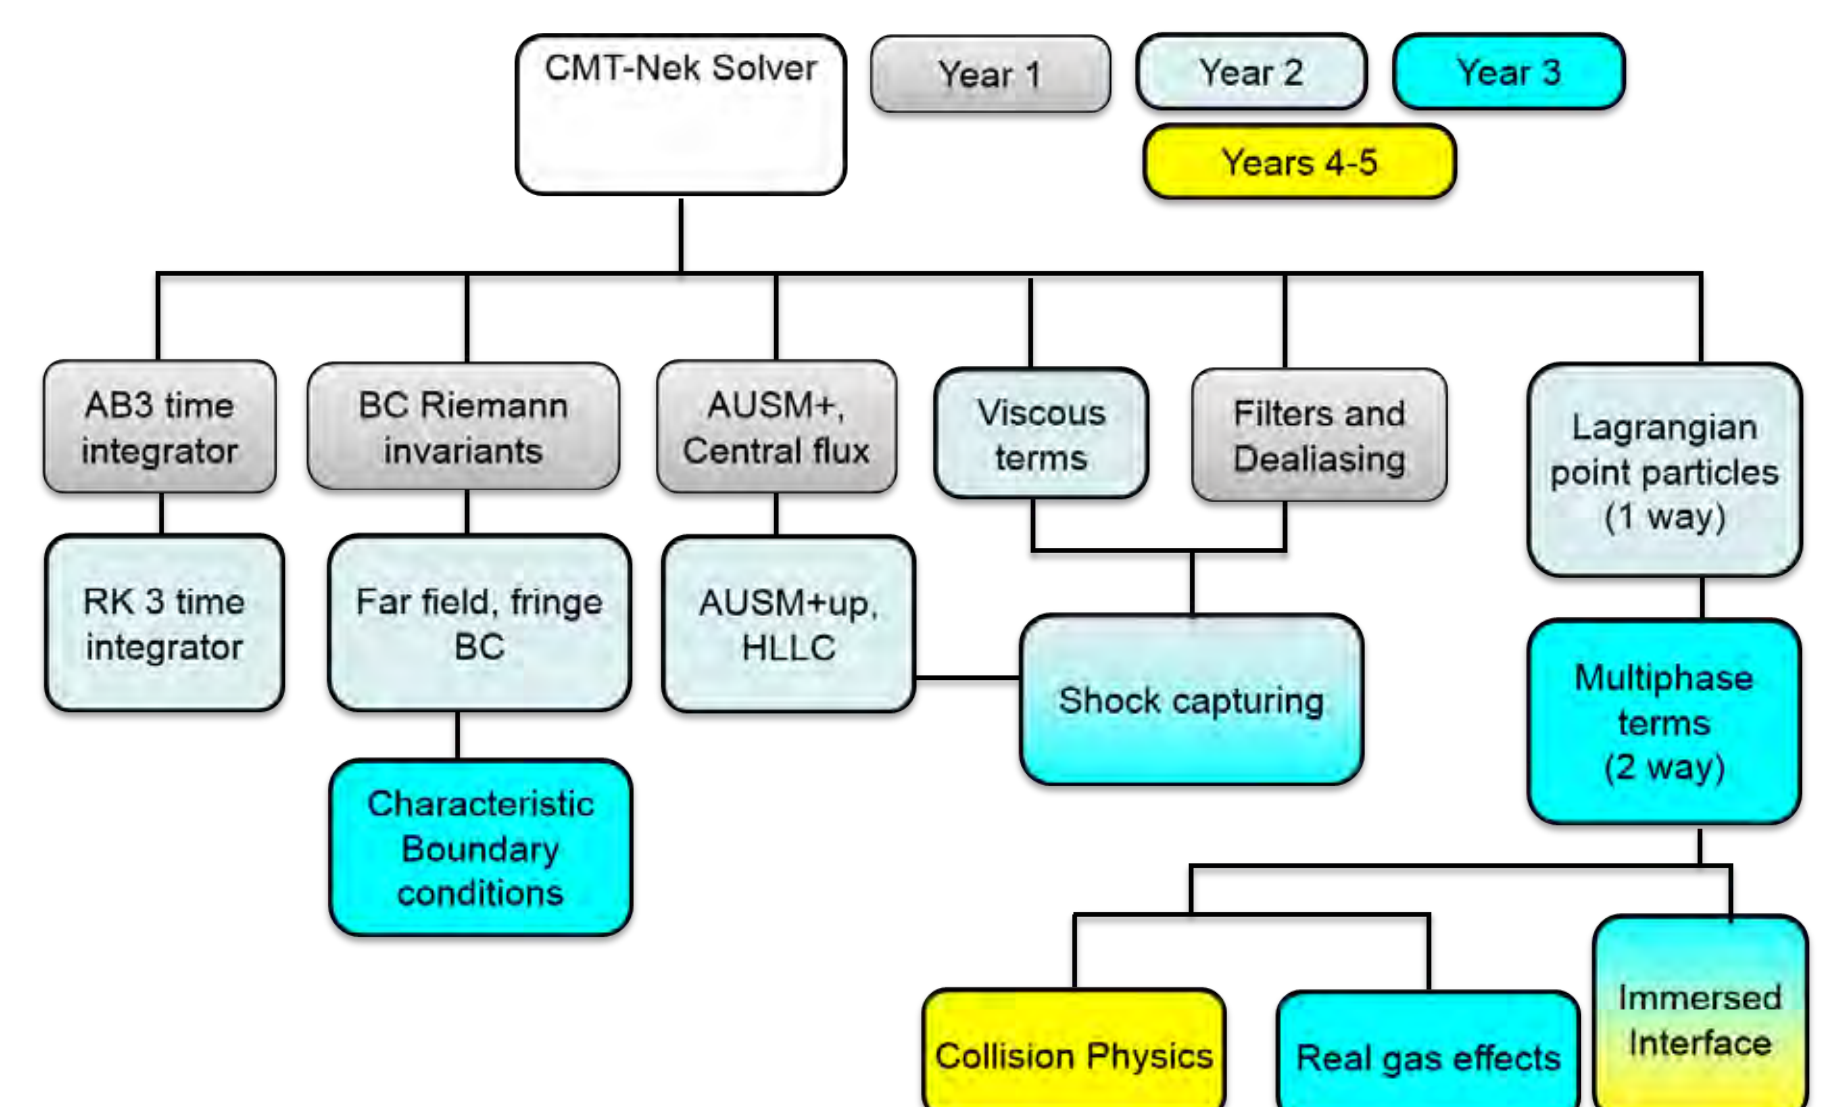 CMT-Nek Solver
Year 1
Year 2
Year 3
Years 4-5
AB3 time
integrator
BC Riemann
invariants
AUSM+,
Central flux
Viscous
terms
Filters and
Dealiasing
Lagrangian
point particles
(1 way)
RK 3 time
integrator
Far field, fringe
BC
AUSM+up,
HLLC
Shock capturing
Multiphase
terms
(2 way)
Characteristic
Boundary
conditions
Collision Physics
Real gas effects
Immersed
Interface